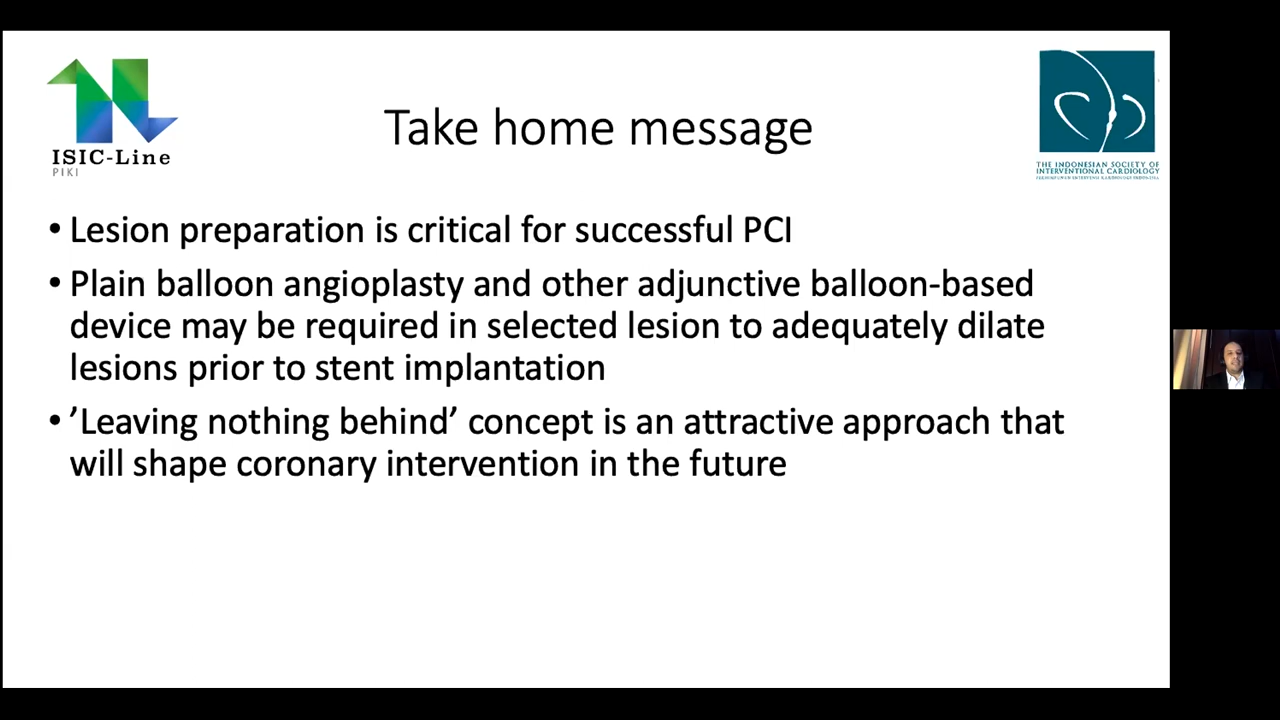 ISIC-Line
PIKI
THE INDONESIAN SOCIETY OF
INTERVENTIONAL CARDIOLOGY
Take home message
• Lesion preparation is critical for successful PCI
• Plain balloon angioplasty and other adjunctive balloon-based
device may be required in selected lesion to adequately dilate
lesions prior to stent implantation
• ’Leaving nothing behind’ concept is an attractive approach that
will shape coronary intervention in the future